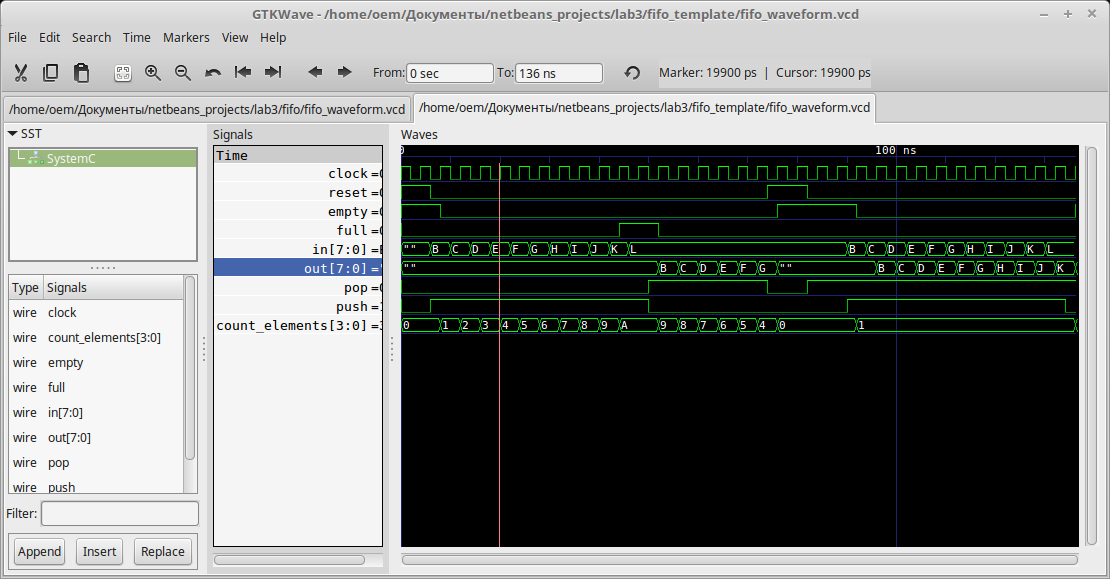 GTKWave - /home/oem/Документы/netbeans_projects/lab3/fifo_template/fifo_waveform.vcd
File Edit Search Time Markers View Help
From: 0 sec To: 136 ns Marker: 19900 ps | Cursor: 19900 ps
/home/oem/Документы/netbeans_projects/lab3/fifo/fifo_waveform.vcd /home/oem/Документы/netbeans_projects/lab3/fifo_template/fifo_waveform.vcd
SST
SystemC
Type Signals
wire clock
wire count_elements[3:0]
wire empty
wire full
wire in[7:0]
wire out[7:0]
wire pop
wire push
Filter:
Append Insert Replace
Signals
Time
clock =0
reset =0
empty =0
full =0
in[7:0] =E
out[7:0] ="
pop =0
push =1
count_elements[3:0] =3
Waves
0 100 ns
"" B C D E F G H I J K L B C D E F G H I J K L
"" B C D E F G "" B C D E F G H I J K
0 1 2 3 4 5 6 7 8 9 A 9 8 7 6 5 4 0 1